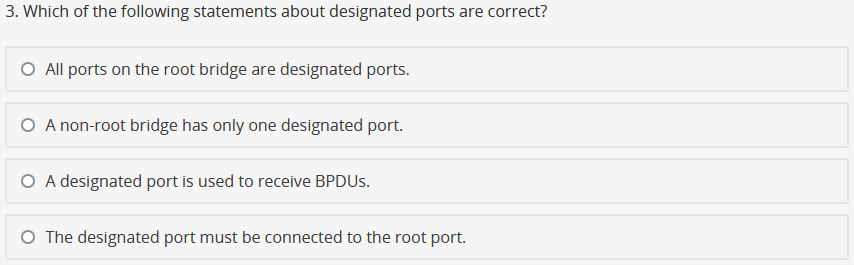 3. Which of the following statements about designated ports are correct?
All ports on the root bridge are designated ports.
A non-root bridge has only one designated port.
A designated port is used to receive BPDUs.
The designated port must be connected to the root port.